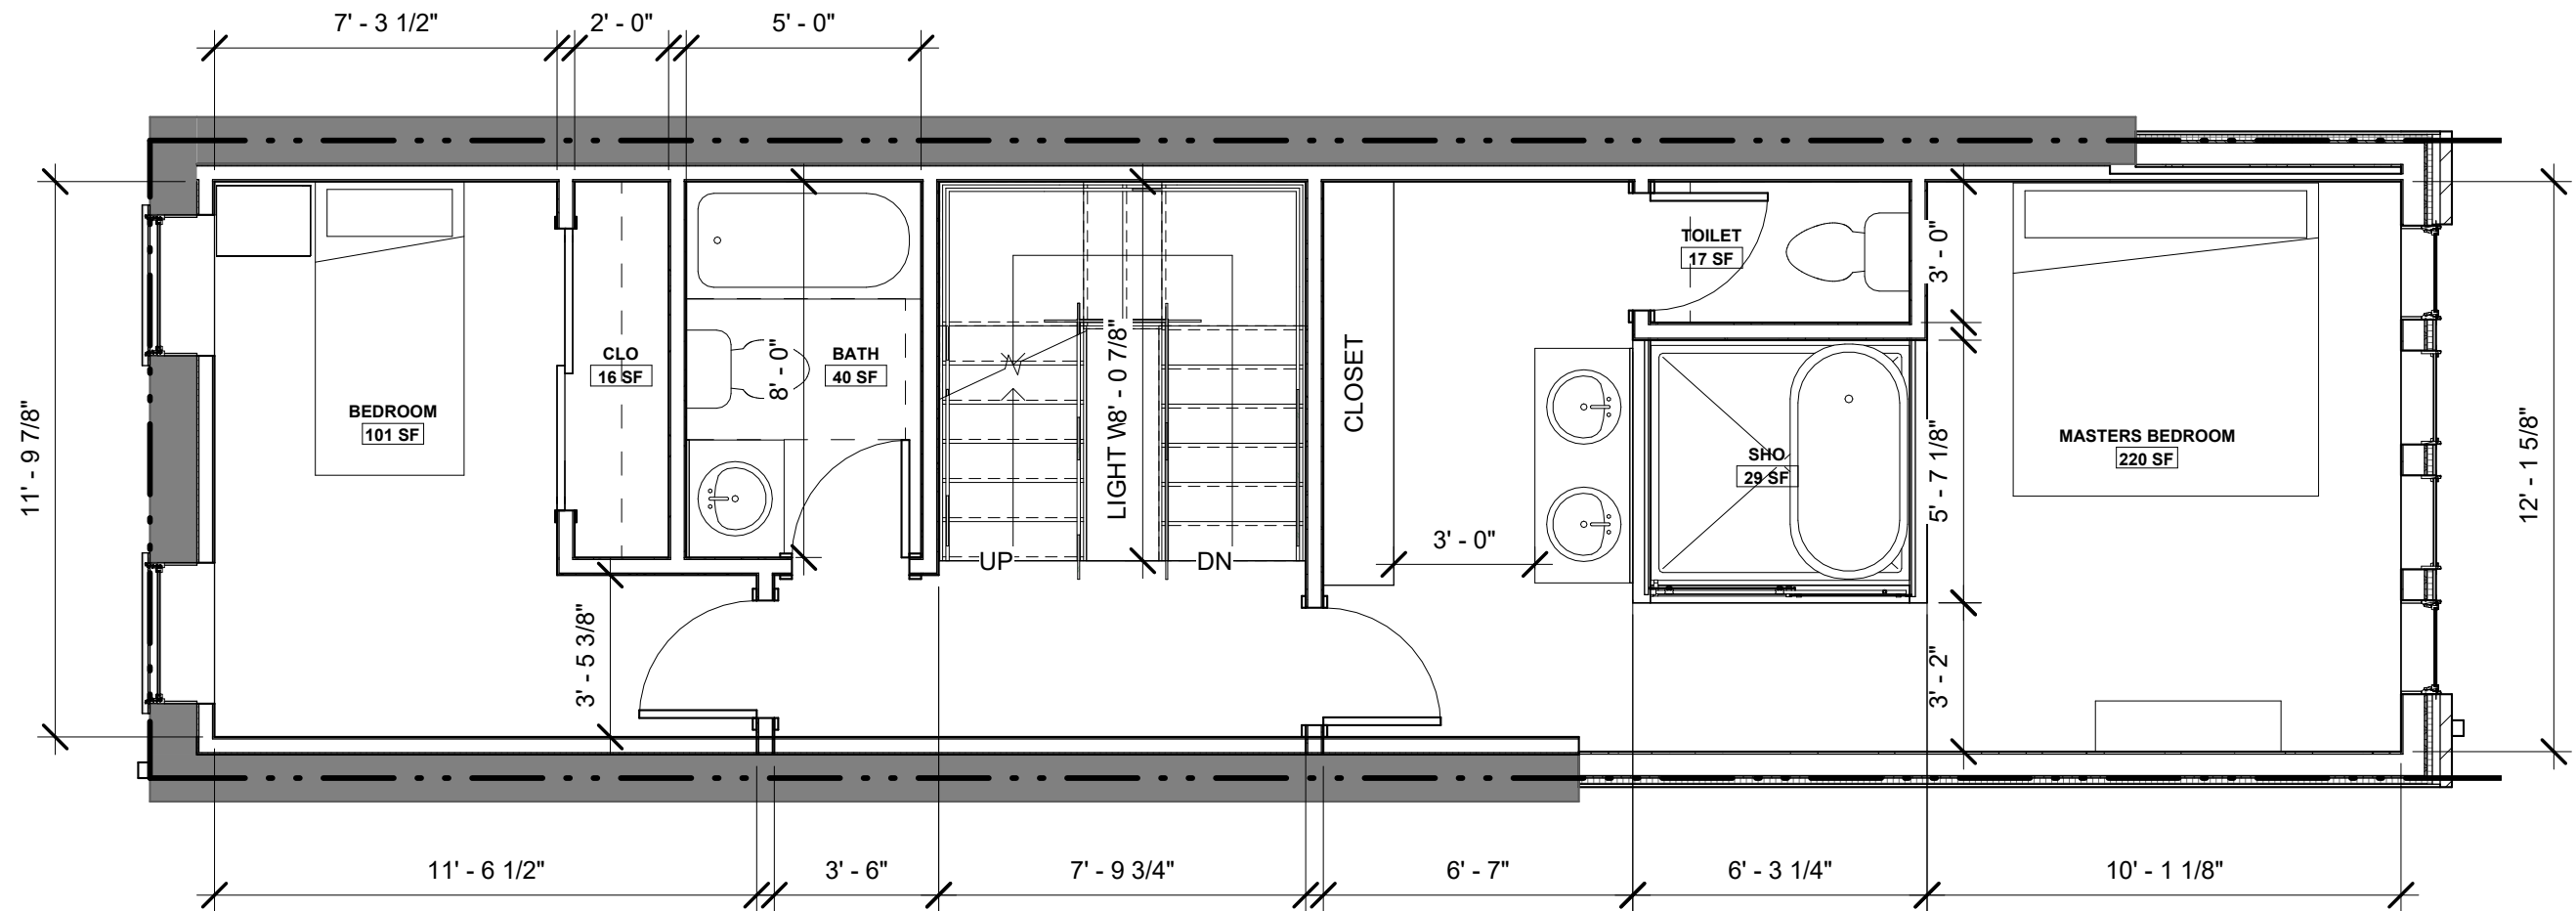 7' - 3 1/2"
2' - 0"
5' - 0"
11' - 9 7/8"
BEDROOM
101 SF
CLO
16 SF
8' - 0"
BATH
40 SF
3' - 5 3/8"
UP
LIGHT W8' - 0 7/8"
DN
CLOSET
3' - 0"
TOILET
17 SF
3' - 0"
SHO
29 SF
5' - 7 1/8"
3' - 2"
MASTERS BEDROOM
220 SF
12' - 1 5/8"
11' - 6 1/2"
3' - 6"
7' - 9 3/4"
6' - 7"
6' - 3 1/4"
10' - 1 1/8"